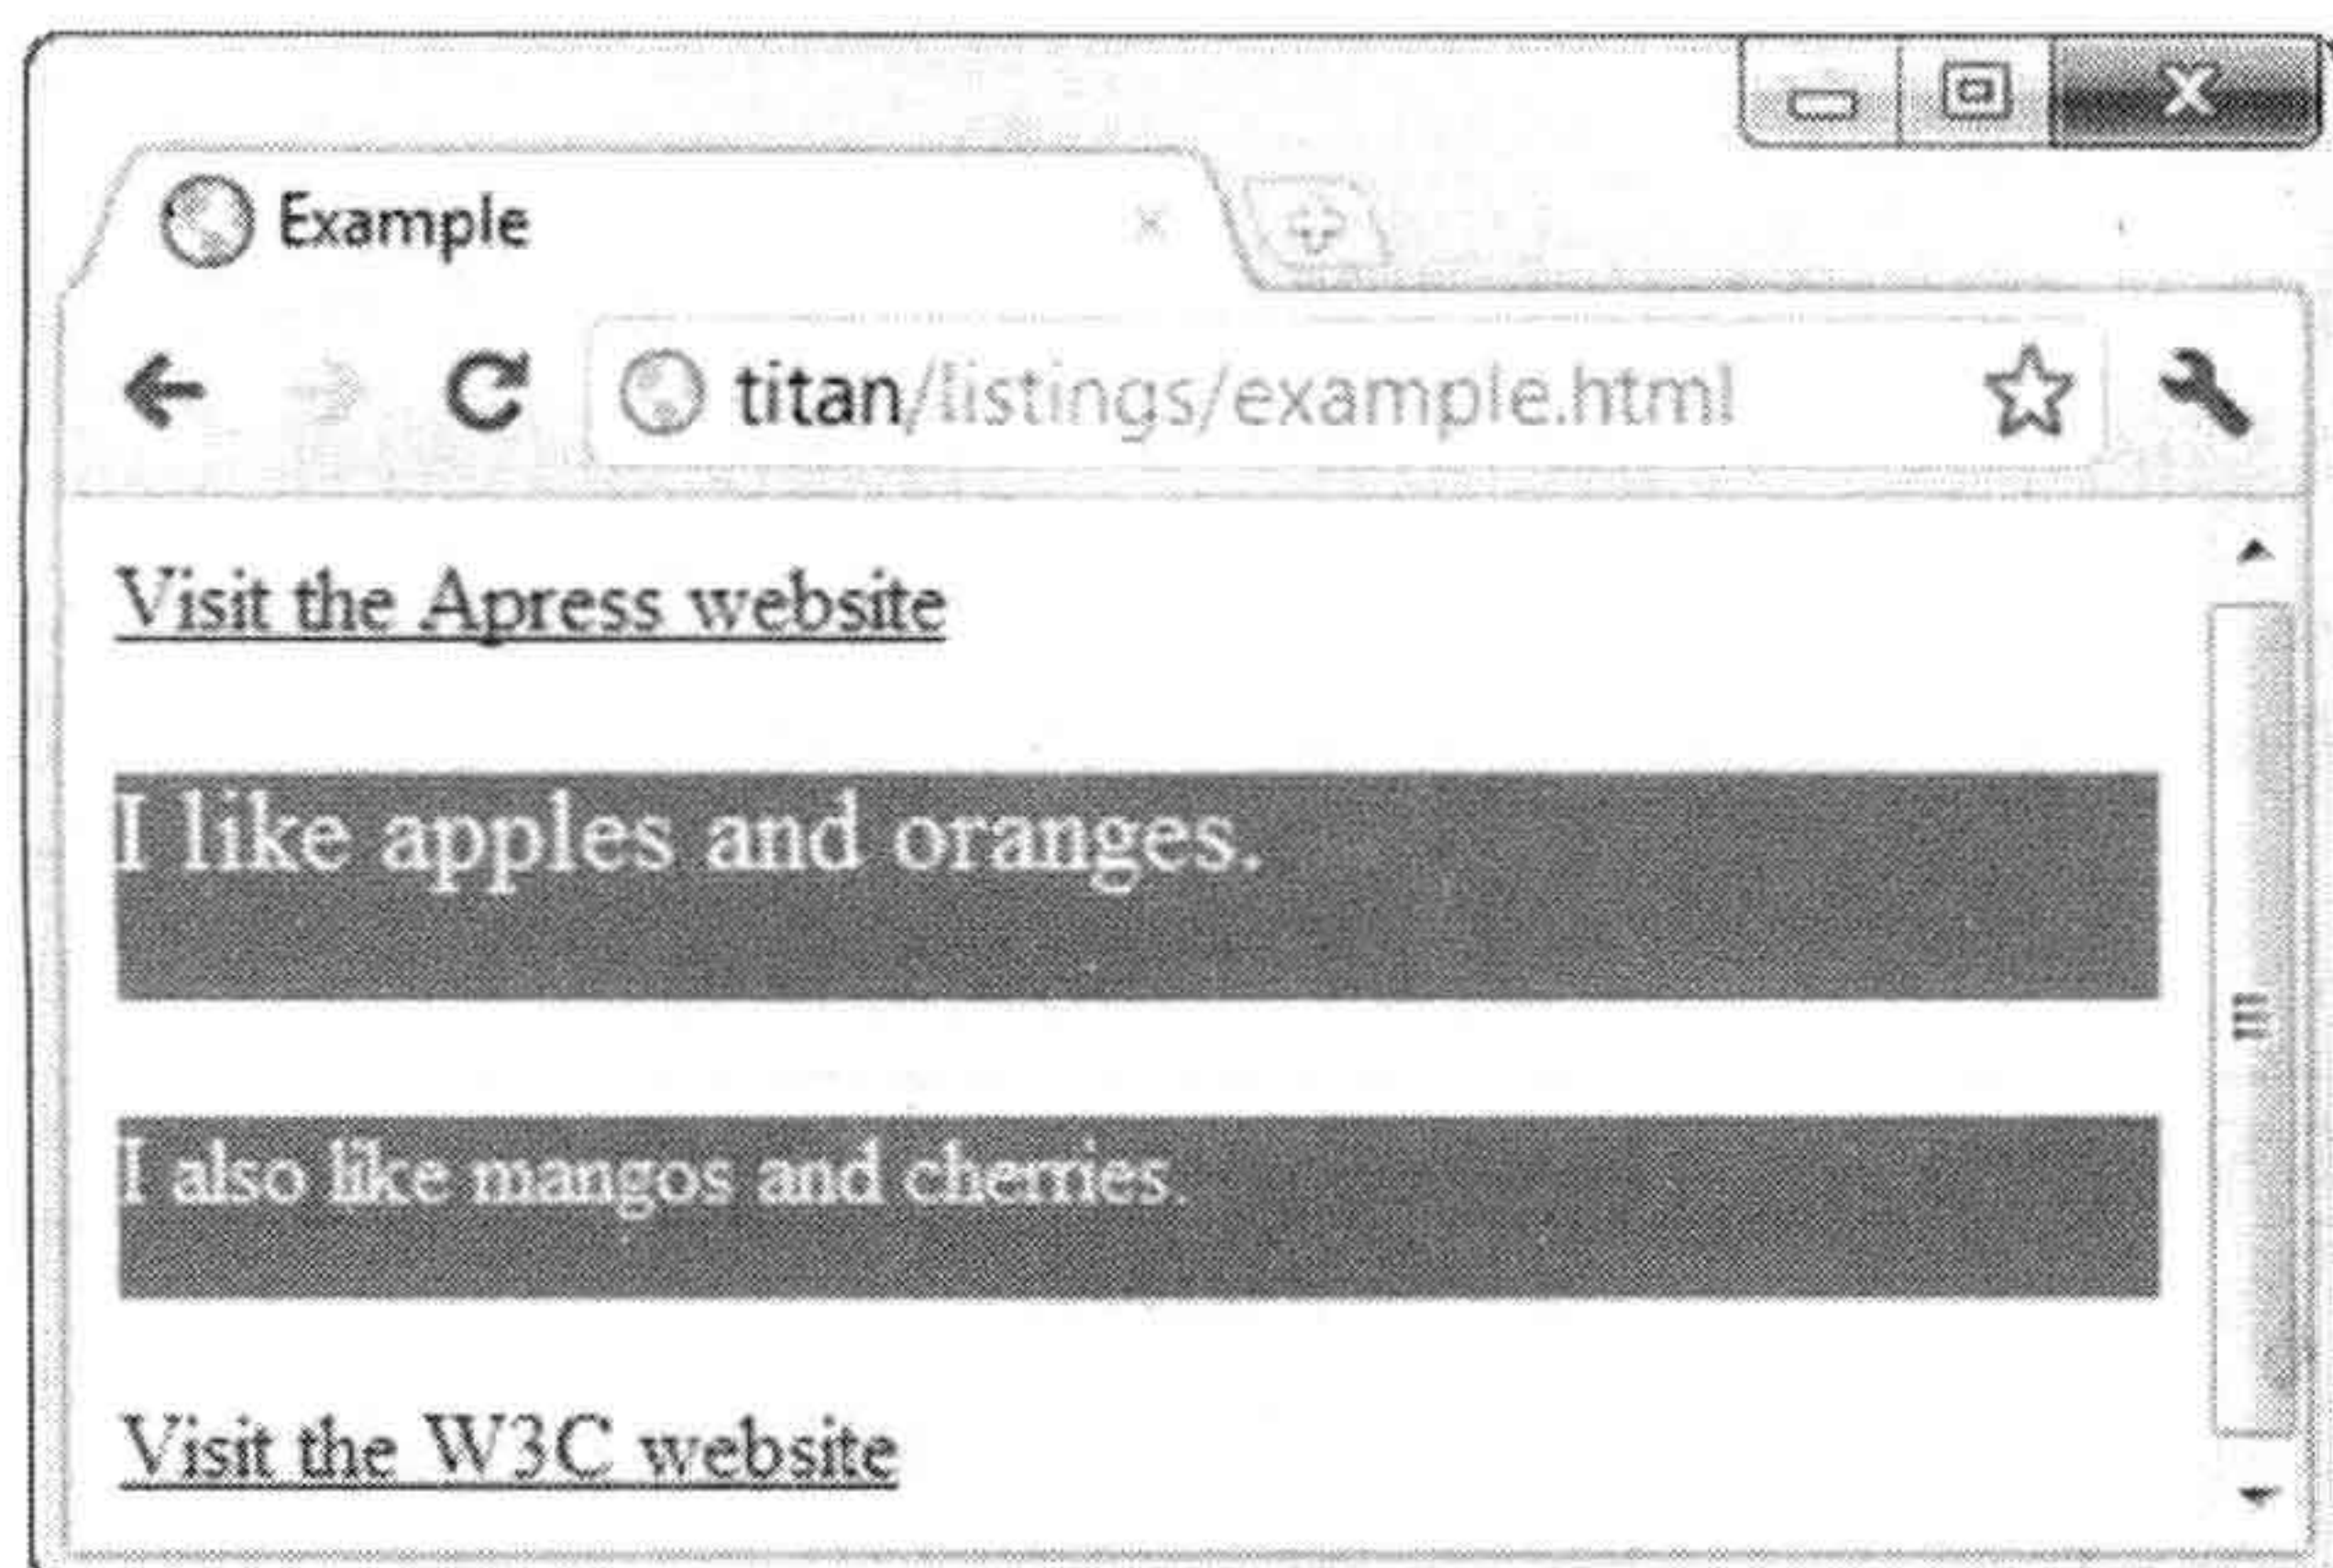 Example
titan/listings/example.html
Visit the Apress website
I like apples and oranges.
I also like mangos and cherries.
Visit the W3C website